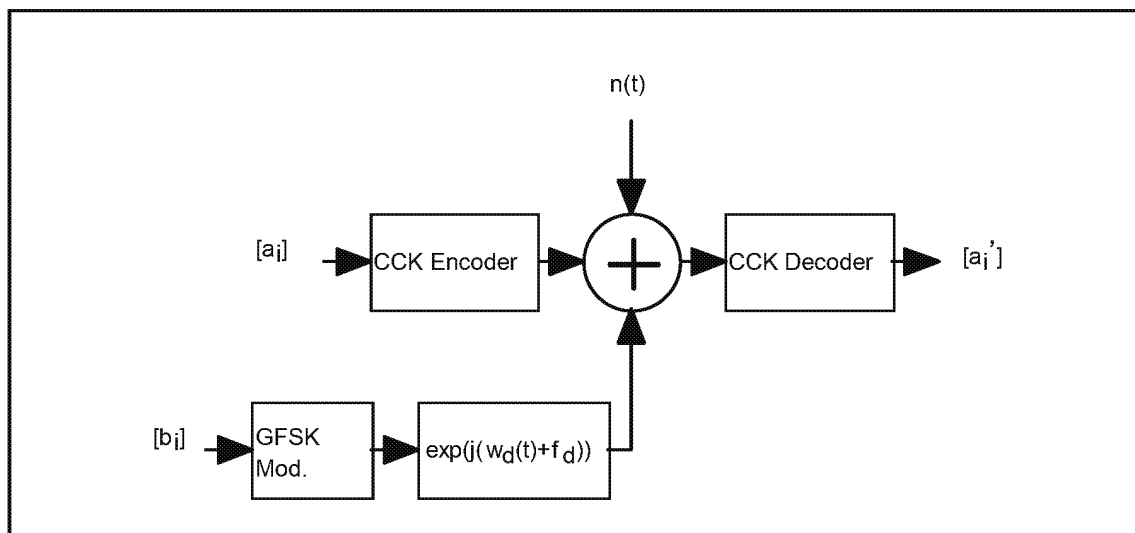 n(t)
[ai]
CCK Encoder
+
CCK Decoder
[ai']
[bi]
GFSK
Mod.
exp(j(wd(t)+fd))